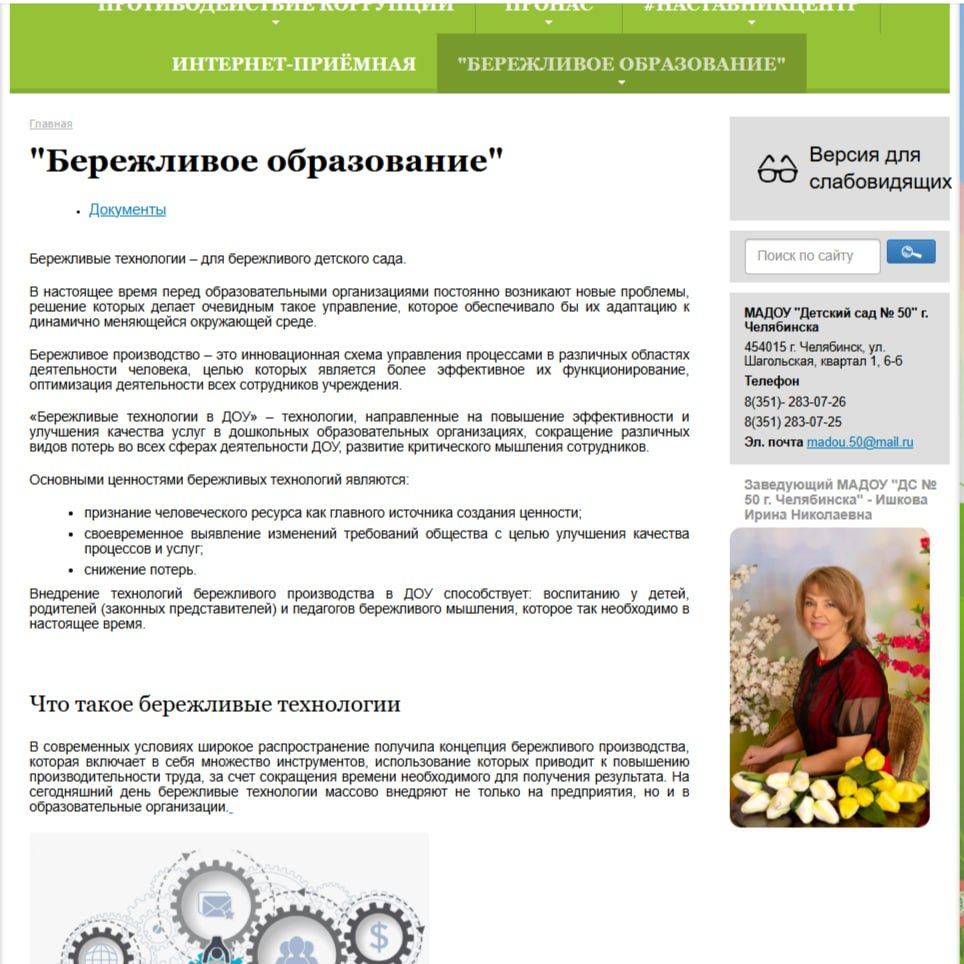 ПРОТИВОДЕЙСТВИЕ КОРРУПЦИИ
ПРОНАС
#НАСТАВНИКЦЕНТР
ИНТЕРНЕТ-ПРИЁМНАЯ
"БЕРЕЖЛИВОЕ ОБРАЗОВАНИЕ"
Главная
"Бережливое образование"
Документы
Бережливые технологии – для бережливого детского сада.
В настоящее время перед образовательными организациями постоянно возникают новые проблемы,
решение которых делает очевидным такое управление, которое обеспечивало бы их адаптацию к
динамично меняющейся окружающей среде.
Бережливое производство – это инновационная схема управления процессами в различных областях
деятельности человека, целью которых является более эффективное их функционирование,
оптимизация деятельности всех сотрудников учреждения.
«Бережливые технологии в ДОУ» – технологии, направленные на повышение эффективности и
улучшения качества услуг в дошкольных образовательных организациях, сокращение различных
видов потерь во всех сферах деятельности ДОУ, развитие критического мышления сотрудников.
Основными ценностями бережливых технологий являются:
признание человеческого ресурса как главного источника создания ценности;
своевременное выявление изменений требований общества с целью улучшения качества
процессов и услуг;
снижение потерь.
Внедрение технологий бережливого производства в ДОУ способствует: воспитанию у детей,
родителей (законных представителей) и педагогов бережливого мышления, которое так необходимо в
настоящее время.
Что такое бережливые технологии
В современных условиях широкое распространение получила концепция бережливого производства,
которая включает в себя множество инструментов, использование которых приводит к повышению
производительности труда, за счет сокращения времени необходимого для получения результата. На
сегодняшний день бережливые технологии массово внедряют не только на предприятия, но и в
образовательные организации.
$
Версия для
слабовидящих
Поиск по сайту
МАДОУ "Детский сад № 50" г.
Челябинска
454015 г. Челябинск, ул.
Шагольская, квартал 1, 6-б
Телефон
8(351)- 283-07-26
8(351) 283-07-25
Эл. почта madou.50@mail.ru
Заведующий МАДОУ "ДС №
50 г. Челябинска" - Ишкова
Ирина Николаевна